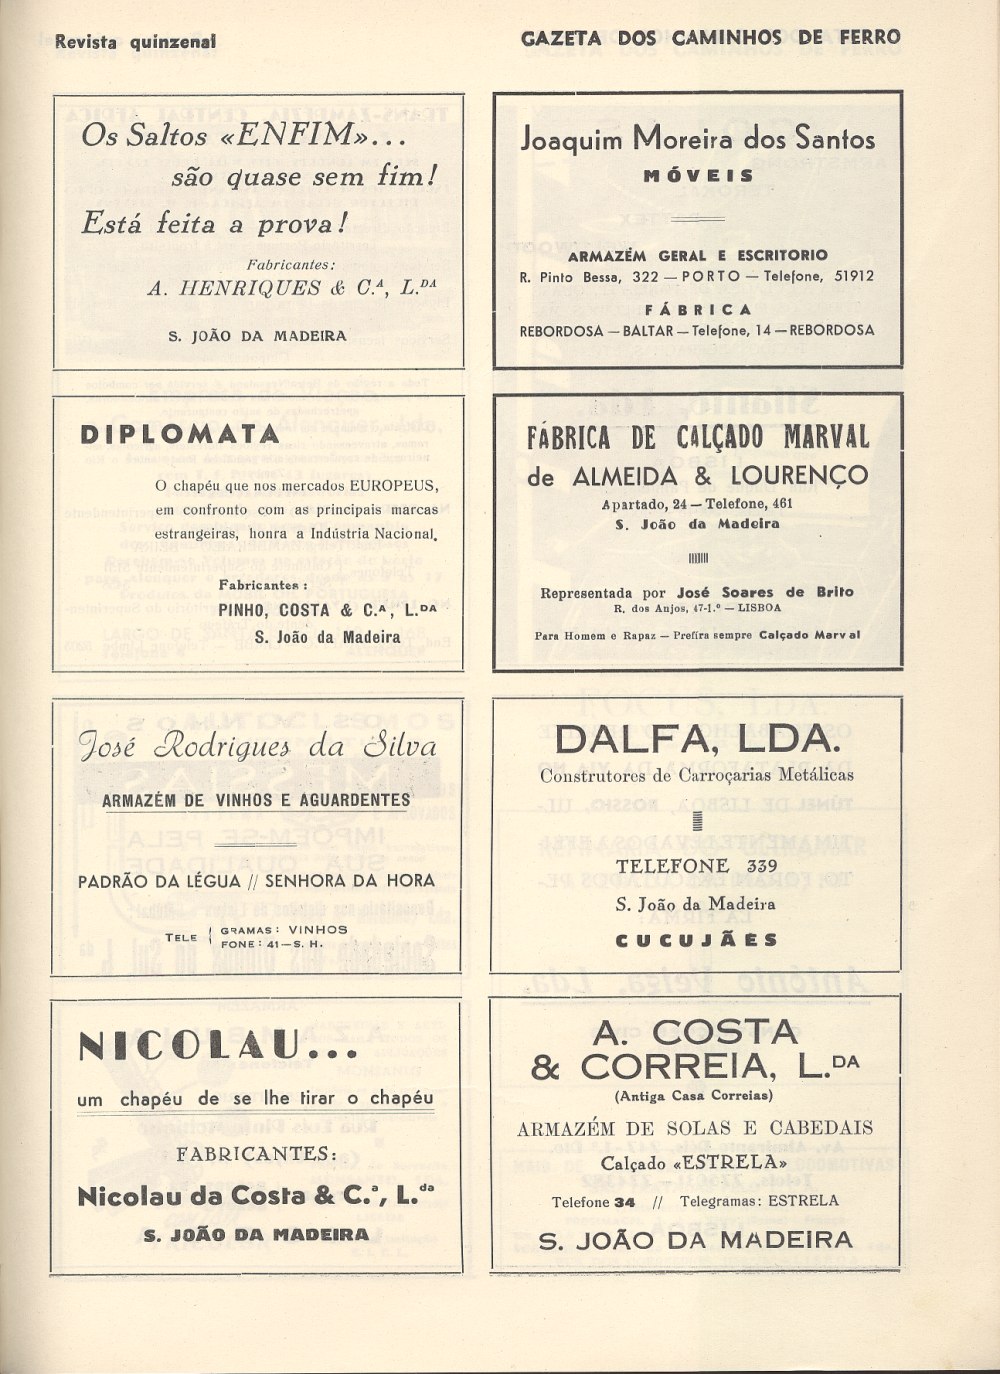 Revista quinzenal
GAZETA DOS CAMINHOS DE FERRO
Os Saltos «ENFIM»...
são quase sem fim!
Está feita a prova!
Fabricantes:
A. HENRIQUES & C.ᴬ, L.ᴰᴬ
S. JOÃO DA MADEIRA
Joaquim Moreira dos Santos
MÓVEIS
ARMAZÉM GERAL E ESCRITORIO
R. Pinto Bessa, 322 — PORTO — Telefone, 51912
FÁBRICA
REBORDOSA — BALTAR — Telefone, 14 — REBORDOSA
DIPLOMATA
O chapéu que nos mercados EUROPEUS,
em confronto com as principais marcas
estrangeiras, honra a Indústria Nacional.
Fabricantes:
PINHO, COSTA & C.ᴬ, L.ᴰᴬ
S. João da Madeira
FÁBRICA DE CALÇADO MARVAL
de ALMEIDA & LOURENÇO
Apartado, 24 — Telefone, 461
S. João da Madeira
Representada por José Soares de Brito
R. dos Anjos, 47-1.º — LISBOA
Para Homem e Rapaz — Prefira sempre Calçado Marval
José Rodrigues da Silva
ARMAZÉM DE VINHOS E AGUARDENTES
PADRÃO DA LÉGUA // SENHORA DA HORA
TELE { GRAMAS: VINHOS
FONE: 41 — S. H.
DALFA, LDA.
Construtores de Carroçarias Metálicas
TELEFONE 339
S. João da Madeira
CUCUJÃES
NICOLAU...
um chapéu de se lhe tirar o chapéu
FABRICANTES:
Nicolau da Costa & C.ª, L.ᵈᵃ
S. JOÃO DA MADEIRA
A. COSTA
& CORREIA, L.ᴰᴬ
(Antiga Casa Correias)
ARMAZÉM DE SOLAS E CABEDAIS
Calçado «ESTRELA»
Telefone 34 // Telegramas: ESTRELA
S. JOÃO DA MADEIRA